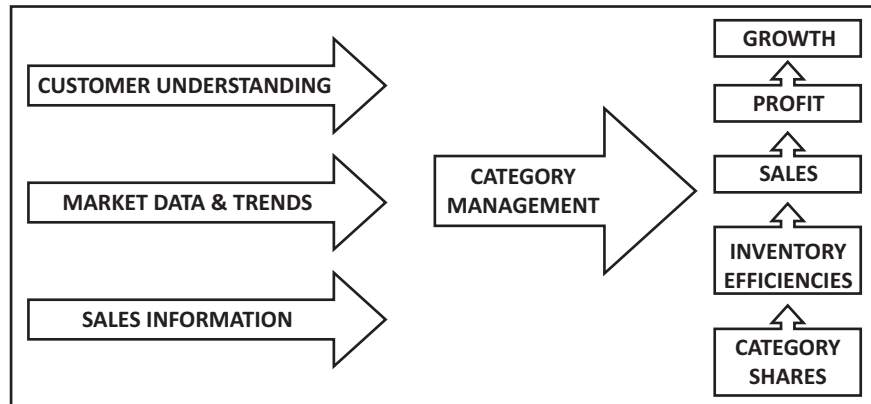 CUSTOMER UNDERSTANDING
MARKET DATA & TRENDS
SALES INFORMATION
CATEGORY
MANAGEMENT
GROWTH
PROFIT
SALES
INVENTORY
EFFICIENCIES
CATEGORY
SHARES